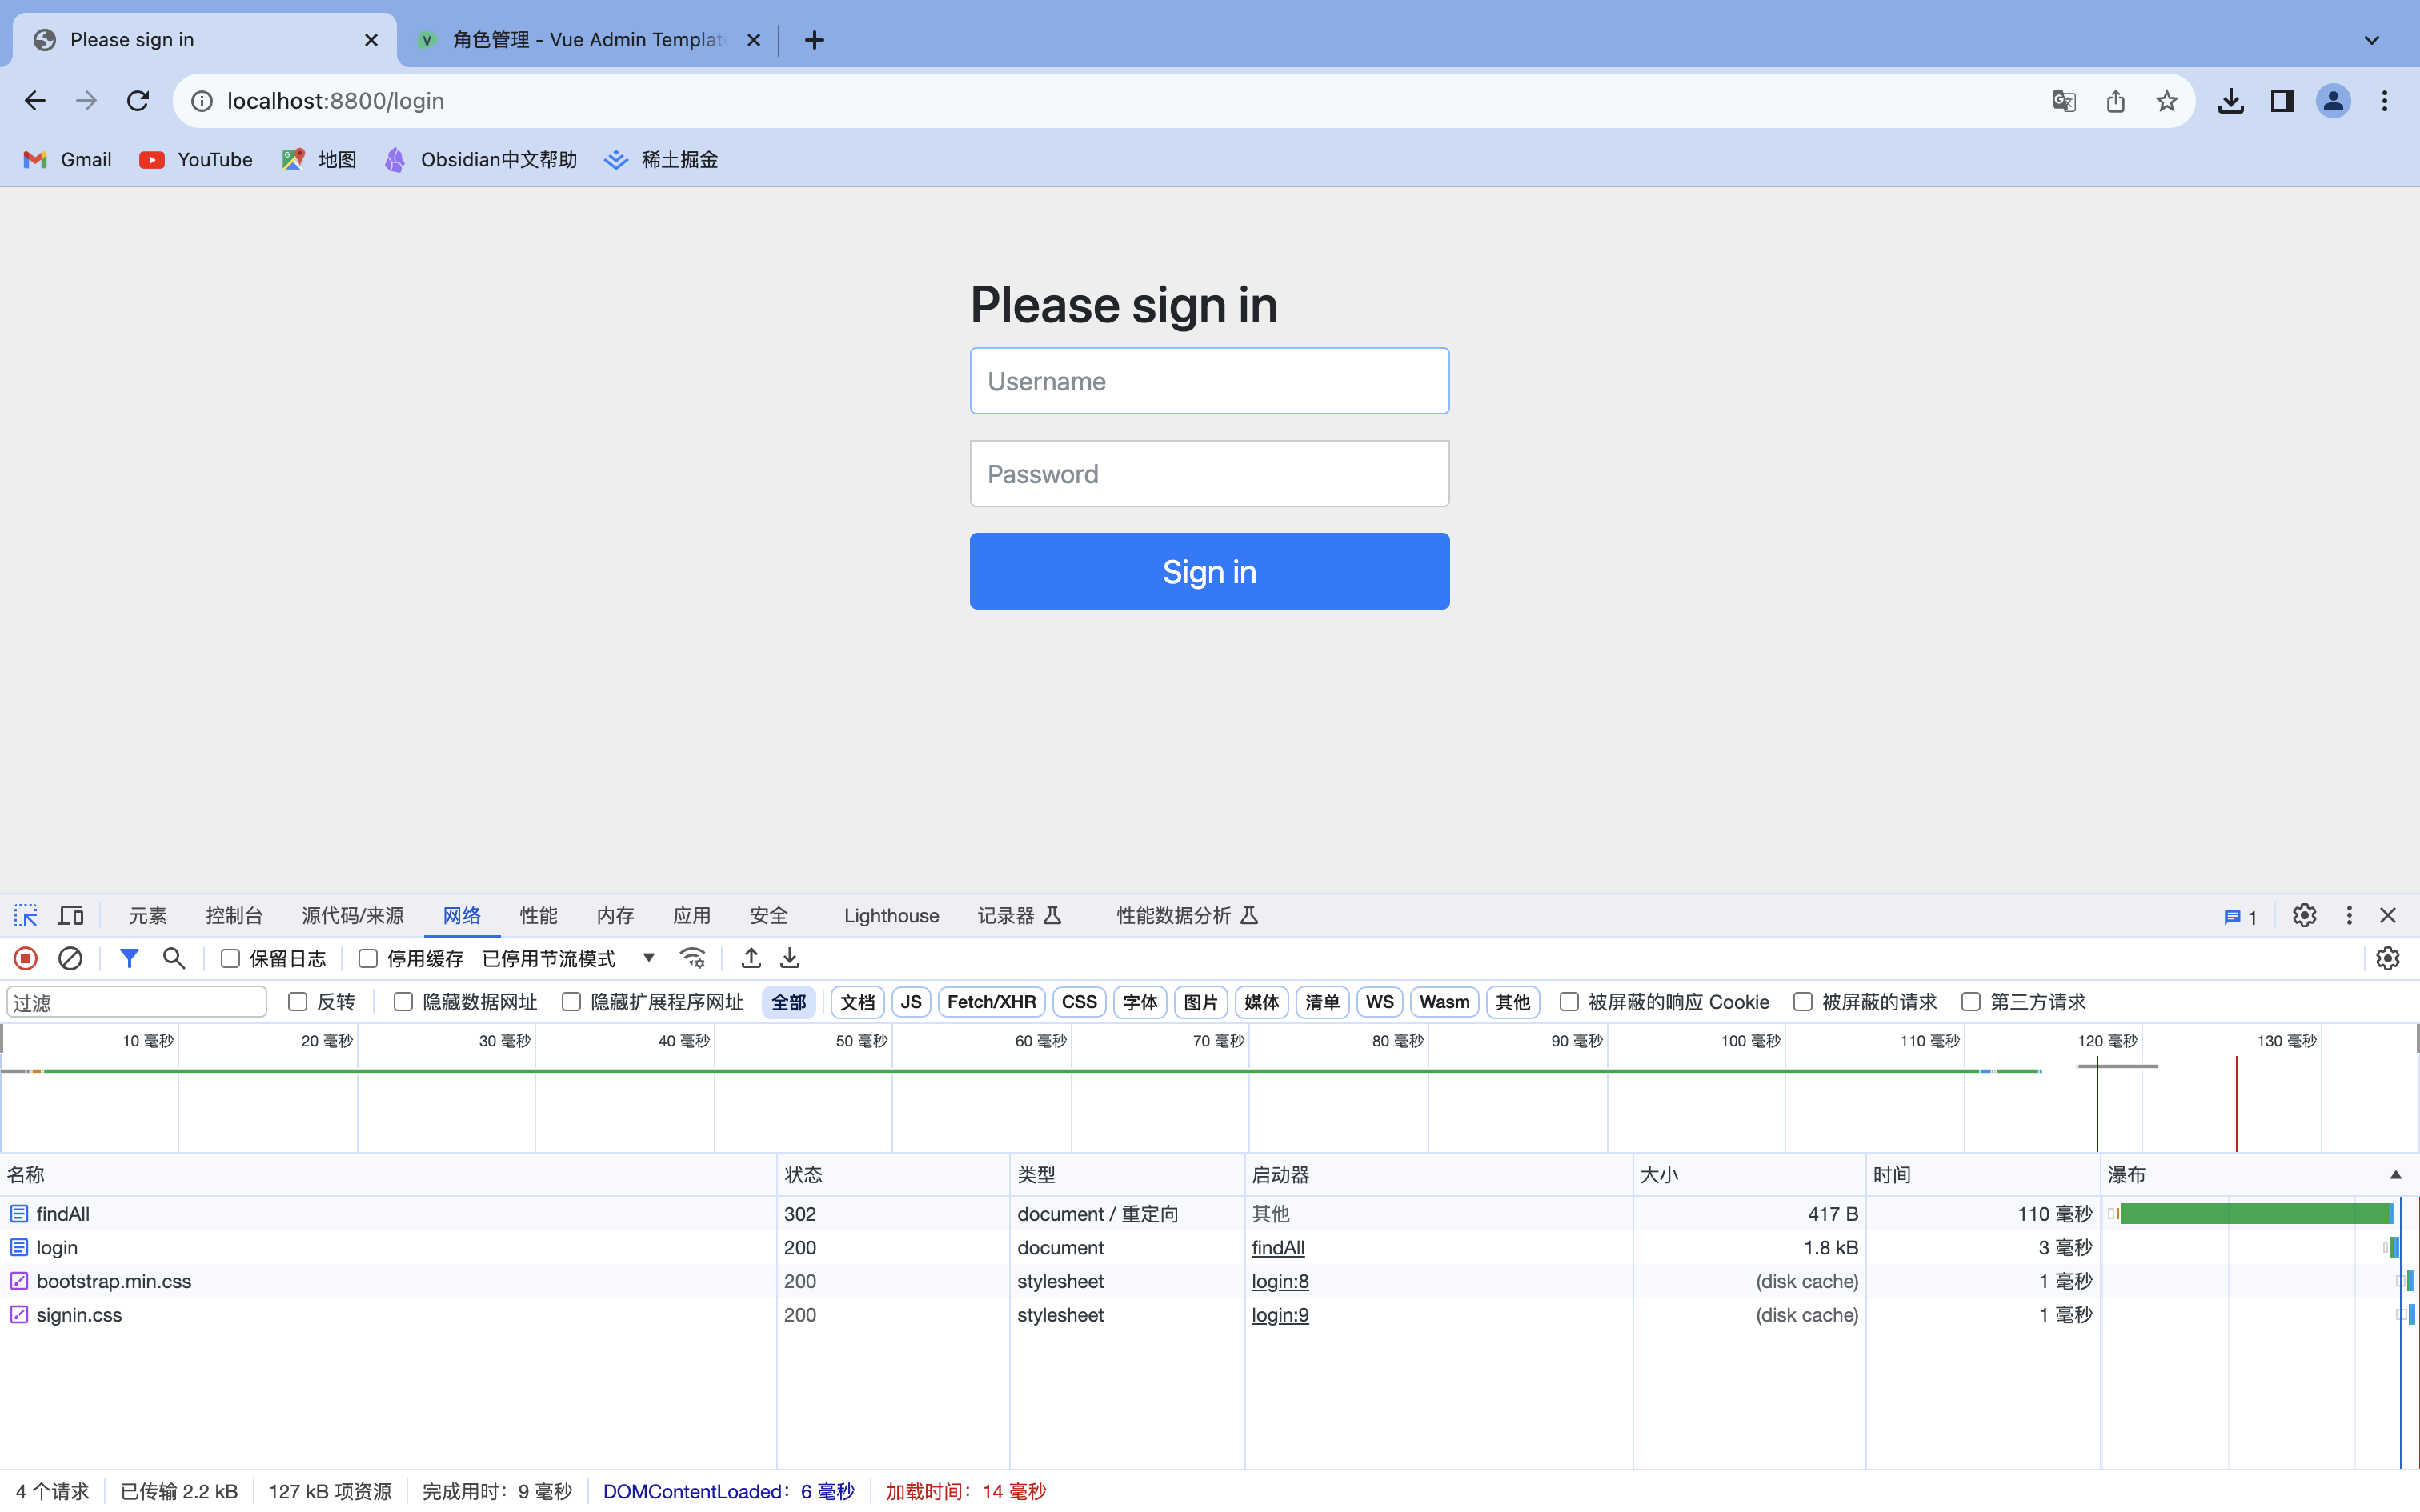 Please sign in
角色管理 - Vue Admin Templat
localhost:8800/login
Gmail YouTube 地图 Obsidian中文帮助 稀土掘金
Please sign in
Username
Password
Sign in
元素 控制台 源代码/来源 网络 性能 内存 应用 安全 Lighthouse 记录器 性能数据分析 1
保留日志 停用缓存 已停用节流模式
过滤 反转 隐藏数据网址 隐藏扩展程序网址 全部 文档 JS Fetch/XHR CSS 字体 图片 媒体 清单 WS Wasm 其他 被屏蔽的响应 Cookie 被屏蔽的请求 第三方请求
10 毫秒 20 毫秒 30 毫秒 40 毫秒 50 毫秒 60 毫秒 70 毫秒 80 毫秒 90 毫秒 100 毫秒 110 毫秒 120 毫秒 130 毫秒
名称 状态 类型 启动器 大小 时间 瀑布
findAll 302 document / 重定向 其他 417 B 110 毫秒
login 200 document findAll 1.8 kB 3 毫秒
bootstrap.min.css 200 stylesheet login:8 (disk cache) 1 毫秒
signin.css 200 stylesheet login:9 (disk cache) 1 毫秒
4 个请求 已传输 2.2 kB 127 kB 项资源 完成用时：9 毫秒 DOMContentLoaded：6 毫秒 加载时间：14 毫秒